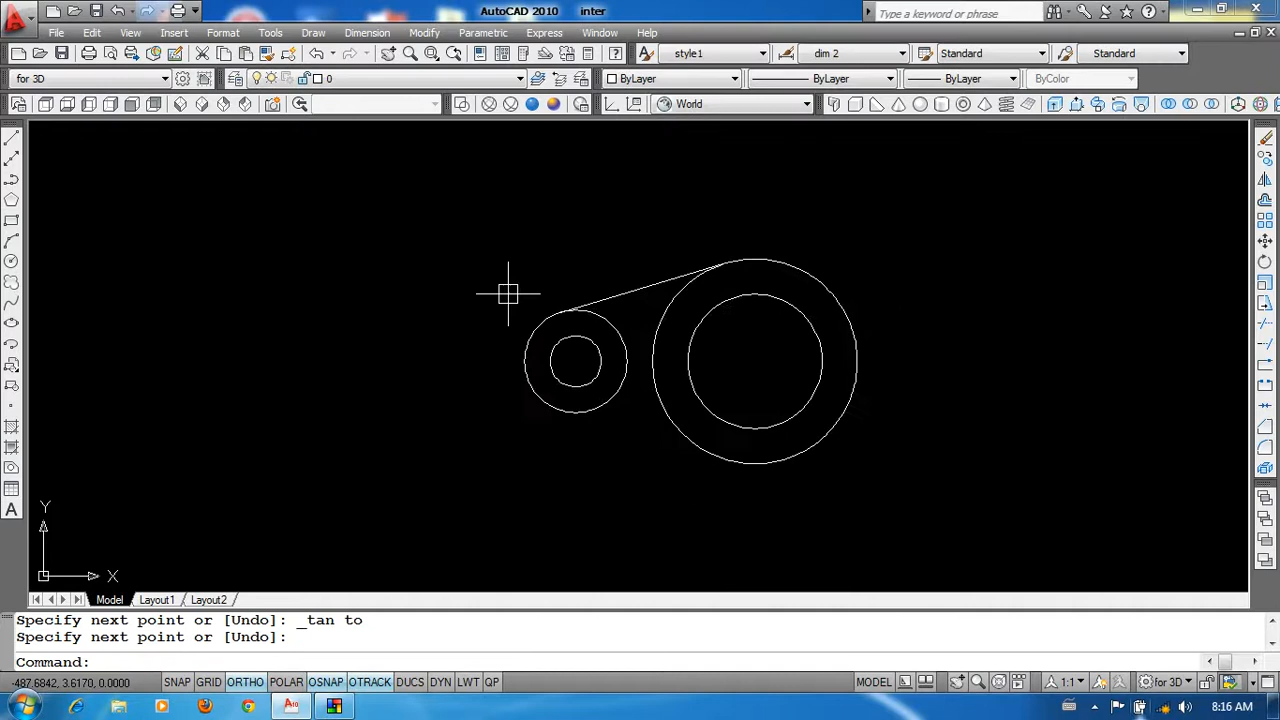 AutoCAD 2010 inter
Type a keyword or phrase
File Edit View Insert Format Tools Draw Dimension Modify Parametric Express Window Help
style1 dim 2 Standard Standard
for 3D 0 ByLayer ByLayer ByLayer ByColor
World
Y
X
Model Layout1 Layout2
Specify next point or [Undo]: _tan to
Specify next point or [Undo]:
Command:
-487.6842, 3.6170, 0.0000 SNAP GRID ORTHO POLAR OSNAP OTRACK DUCS DYN LWT QP MODEL 1:1 for 3D
8:16 AM